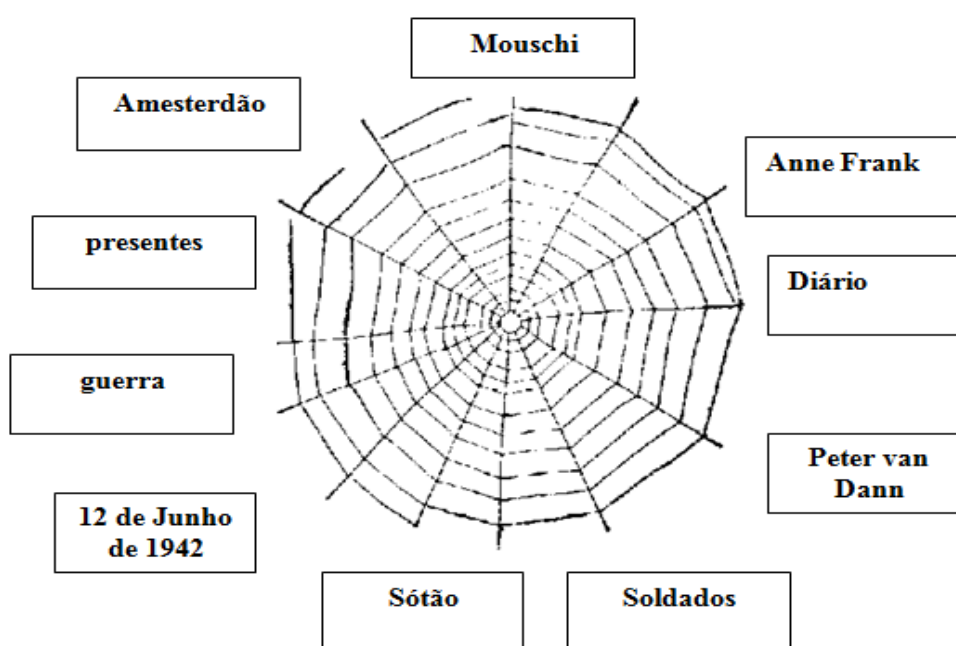 Mouschi
Amesterdão
Anne Frank
presentes
Diário
guerra
Peter van
Dann
12 de Junho
de 1942
Sótão
Soldados